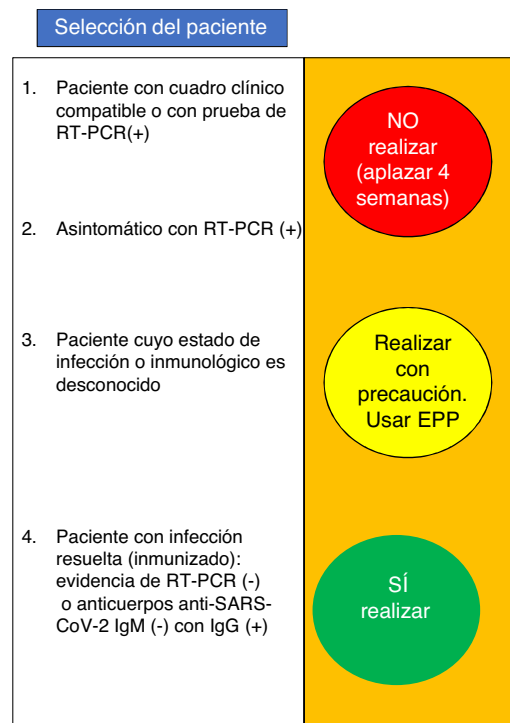 Selección del paciente
1. Paciente con cuadro clínico
compatible o con prueba de
RT-PCR(+)
NO
realizar
(aplazar 4
semanas)
2. Asintomático con RT-PCR (+)
3. Paciente cuyo estado de
infección o inmunológico es
desconocido
Realizar
con
precaución.
Usar EPP
4. Paciente con infección
resuelta (inmunizado):
evidencia de RT-PCR (-)
o anticuerpos anti-SARS-
CoV-2 IgM (-) con IgG (+)
SÍ
realizar